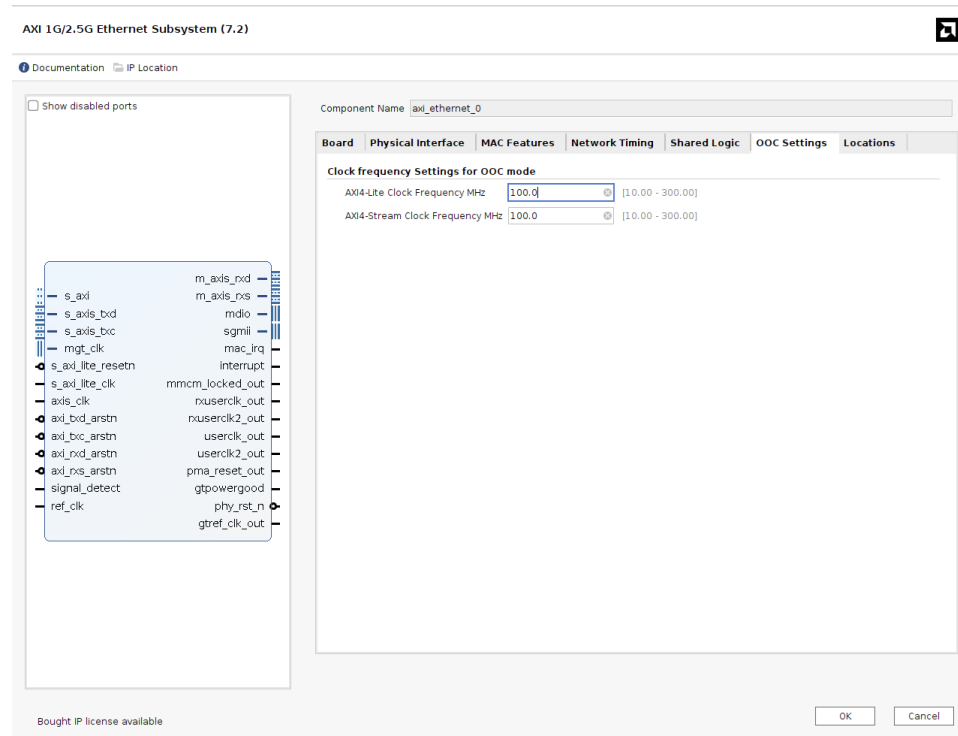 AXI 1G/2.5G Ethernet Subsystem (7.2)
Documentation IP Location
Show disabled ports
Component Name axi_ethernet_0
Board Physical Interface MAC Features Network Timing Shared Logic OOC Settings Locations
Clock frequency Settings for OOC mode
AXI4-Lite Clock Frequency MHz 100.0 [10.00 - 300.00]
AXI4-Stream Clock Frequency MHz 100.0 [10.00 - 300.00]
m_axis_rxd
s_axi m_axis_rxs
s_axis_txd mdio
s_axis_txc sgmii
mgt_clk mac_irq
s_axi_lite_resetn interrupt
s_axi_lite_clk mmcm_locked_out
axis_clk rxuserclk_out
axi_txd_arstn rxuserclk2_out
axi_txc_arstn userclk_out
axi_rxd_arstn userclk2_out
axi_rxs_arstn pma_reset_out
signal_detect gtpowergood
ref_clk phy_rst_n
gtref_clk_out
Bought IP license available
OK Cancel